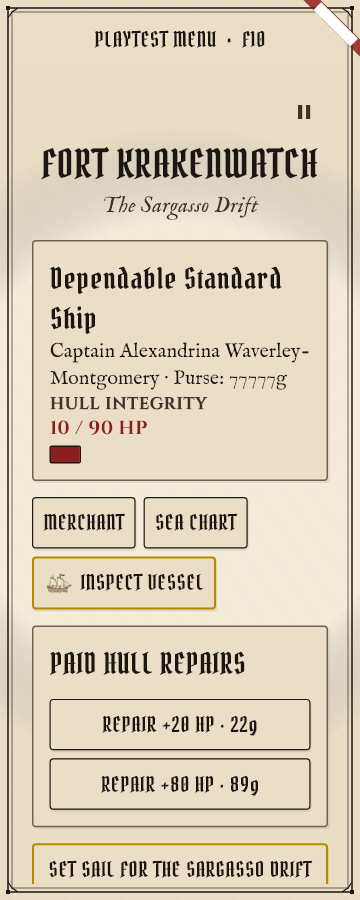 PLAYTEST MENU · F10
FORT KRAKENWATCH
The Sargasso Drift
Dependable Standard
Ship
Captain Alexandrina Waverley-
Montgomery · Purse: 77777g
HULL INTEGRITY
10 / 90 HP
MERCHANT
SEA CHART
INSPECT VESSEL
PAID HULL REPAIRS
REPAIR +20 HP · 22g
REPAIR +80 HP · 89g
SET SAIL FOR THE SARGASSO DRIFT